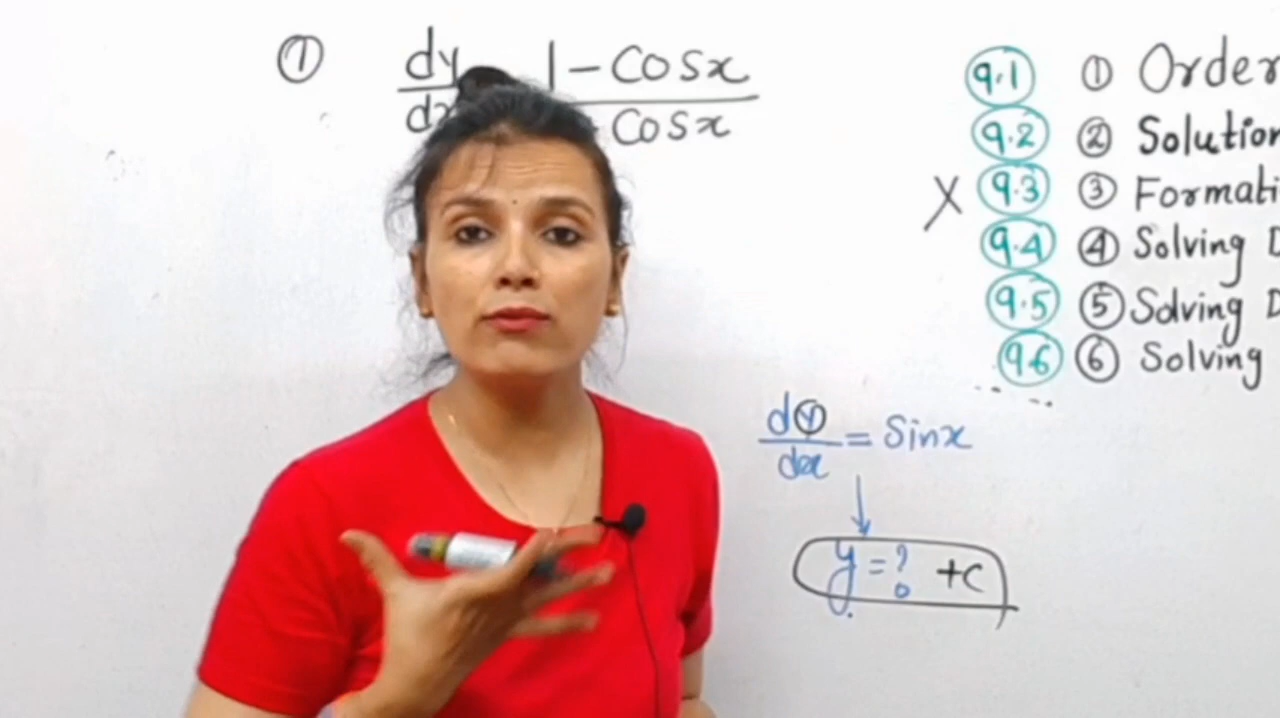 ① dy 1 - Cosx
dx Cosx
9.1 ① Order
9.2 ② Solution
X 9.3 ③ Formati
9.4 ④ Solving D
9.5 ⑤ Solving D
9.6 ⑥ Solving
dy/dx = Sinx
y = ? + c